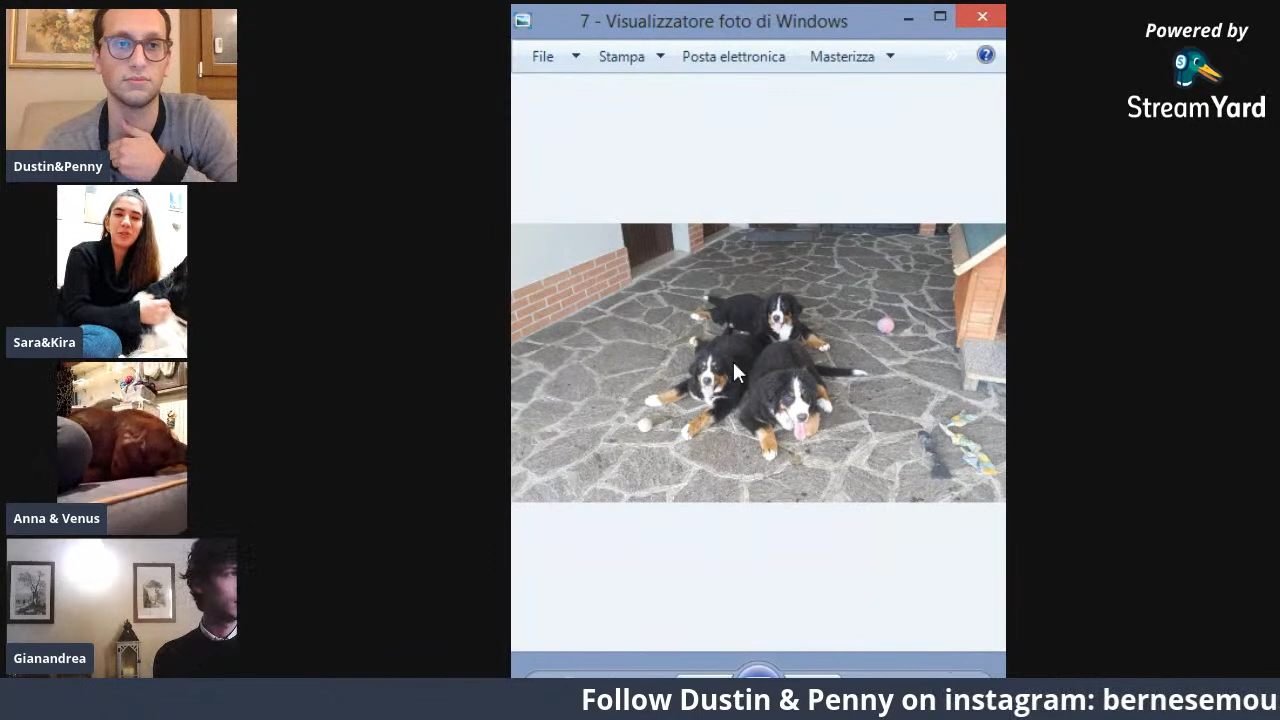 7 - Visualizzatore foto di Windows
File Stampa Posta elettronica Masterizza
Powered by
StreamYard
Dustin&Penny
Sara&Kira
Anna & Venus
Gianandrea
Follow Dustin & Penny on instagram: bernesemou